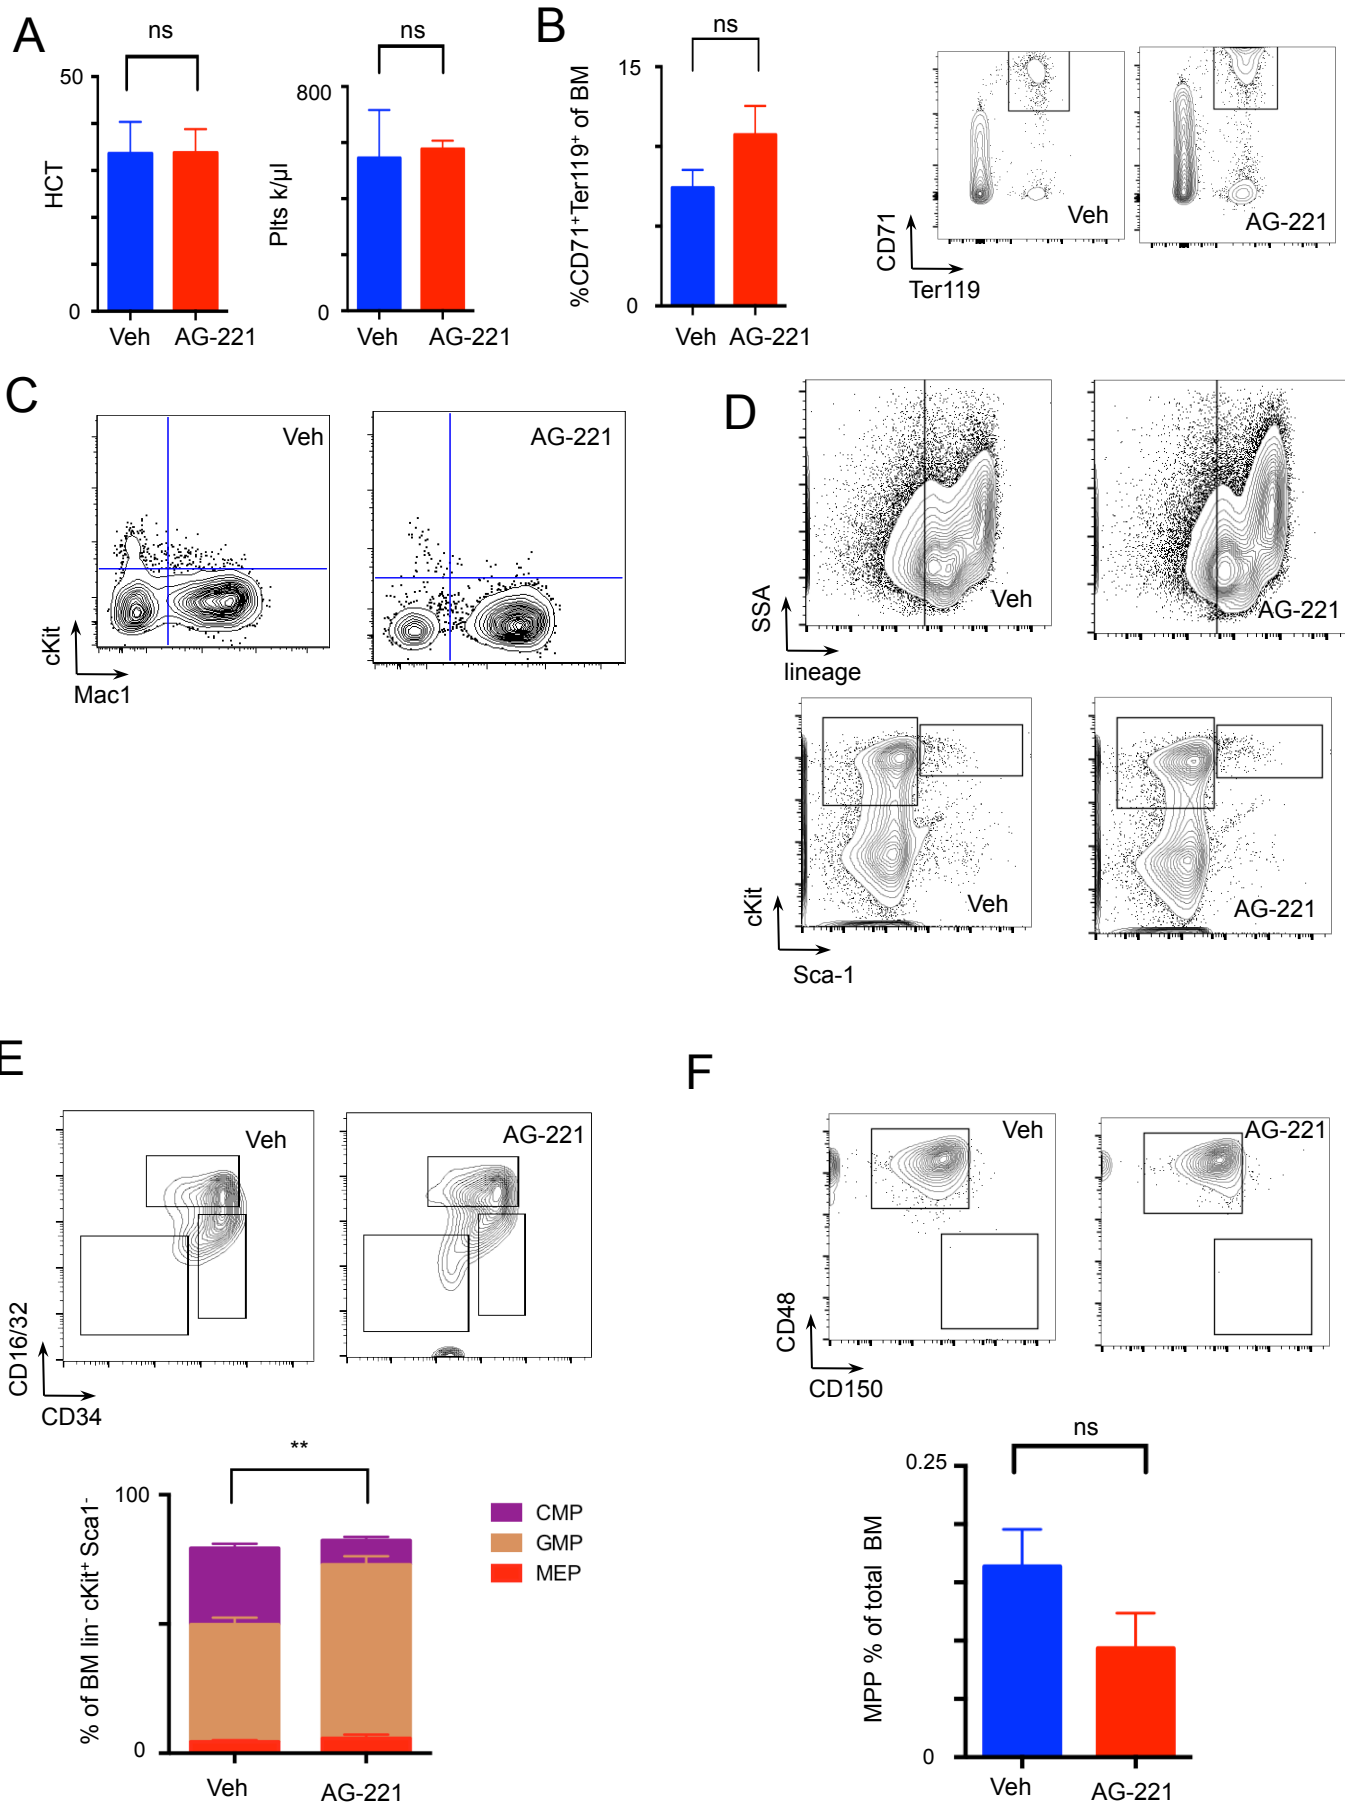 A
ns
50
HCT
0
Veh
AG-221
ns
800
Plts k/µl
0
Veh
AG-221
B
ns
15
%CD71⁺Ter119⁺ of BM
0
Veh
AG-221
Veh
AG-221
CD71
Ter119
C
Veh
AG-221
cKit
Mac1
D
Veh
AG-221
SSA
lineage
Veh
AG-221
cKit
Sca-1
E
Veh
AG-221
CD16/32
CD34
**
100
% of BM lin⁻ cKit⁺ Sca1⁻
0
Veh
AG-221
CMP
GMP
MEP
F
Veh
AG-221
CD48
CD150
ns
0.25
MPP % of total BM
0
Veh
AG-221